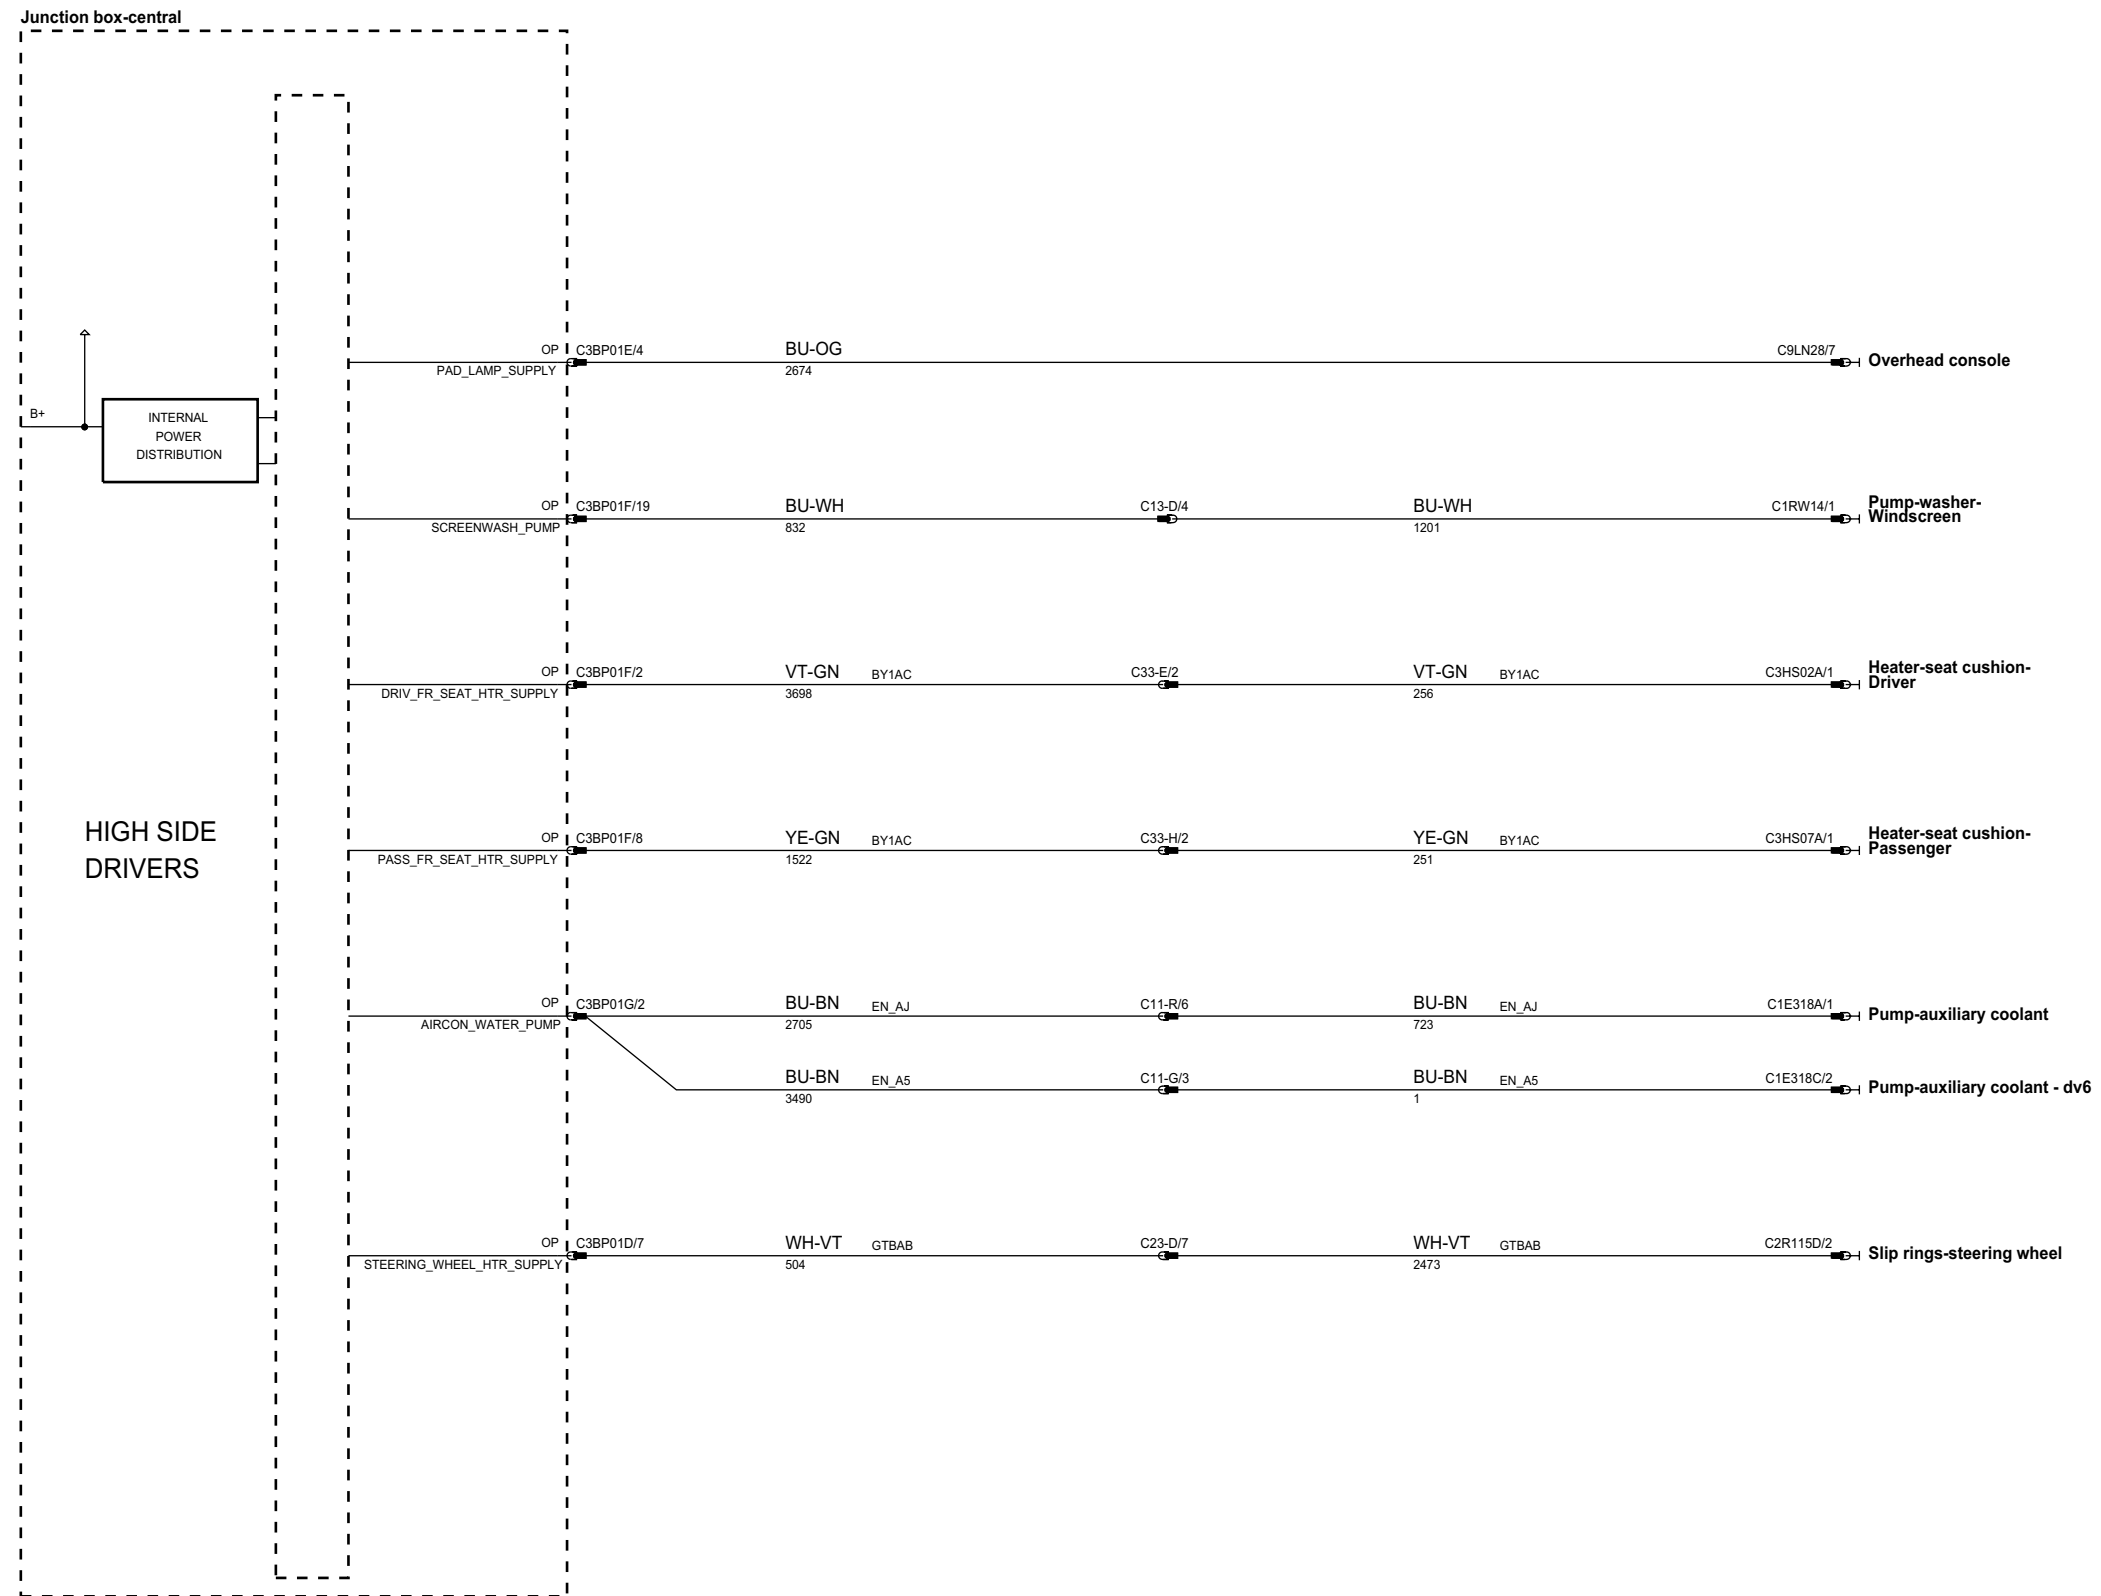 Junction box-central
OP C3BP01E/4 BU-OG C9LN28/7 Overhead console
PAD_LAMP_SUPPLY 2674
B+
INTERNAL
POWER
DISTRIBUTION
OP C3BP01F/19 BU-WH C13-D/4 BU-WH C1RW14/1 Pump-washer-
Windscreen
SCREENWASH_PUMP 832 1201
OP C3BP01F/2 VT-GN BY1AC C33-E/2 VT-GN BY1AC C3HS02A/1 Heater-seat cushion-
Driver
DRIV_FR_SEAT_HTR_SUPPLY 3698 256
HIGH SIDE
DRIVERS
OP C3BP01F/8 YE-GN BY1AC C33-H/2 YE-GN BY1AC C3HS07A/1 Heater-seat cushion-
Passenger
PASS_FR_SEAT_HTR_SUPPLY 1522 251
OP C3BP01G/2 BU-BN EN_AJ C11-R/6 BU-BN EN_AJ C1E318A/1 Pump-auxiliary coolant
AIRCON_WATER_PUMP 2705 723
BU-BN EN_A5 C11-G/3 BU-BN EN_A5 C1E318C/2 Pump-auxiliary coolant - dv6
3490 1
OP C3BP01D/7 WH-VT GTBAB C23-D/7 WH-VT GTBAB C2R115D/2 Slip rings-steering wheel
STEERING_WHEEL_HTR_SUPPLY 504 2473